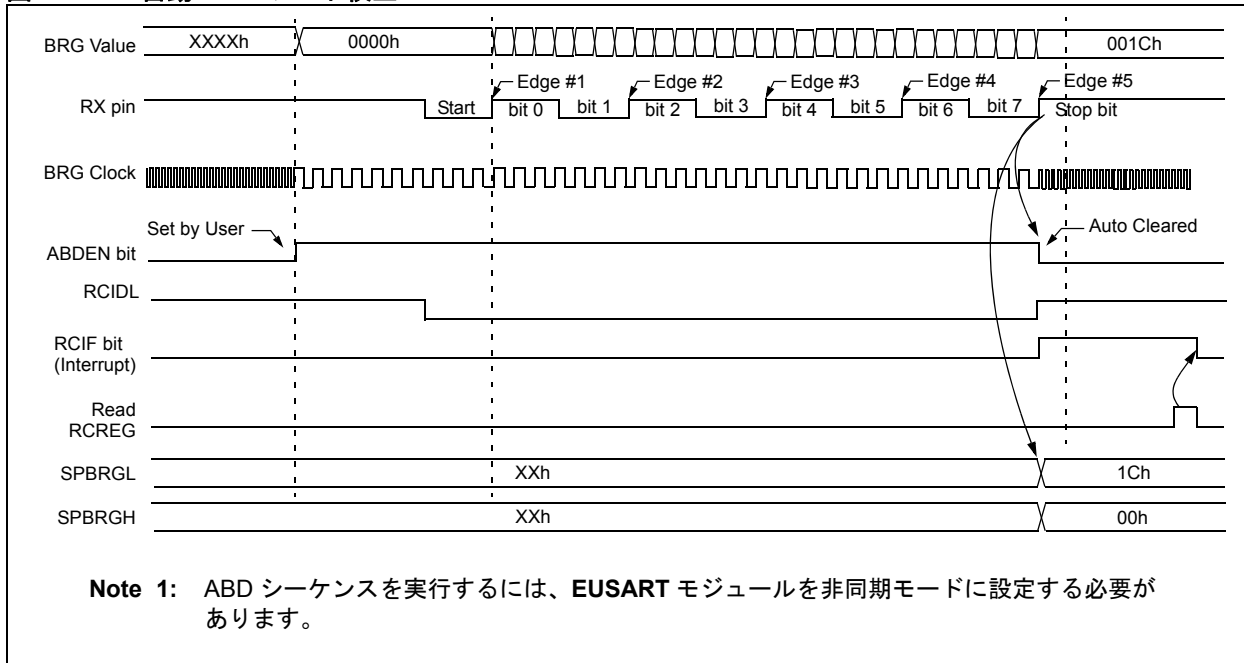 BRG Value XXXXh 0000h 001Ch
Edge #1 Edge #2 Edge #3 Edge #4 Edge #5
RX pin Start bit 0 bit 1 bit 2 bit 3 bit 4 bit 5 bit 6 bit 7 Stop bit
BRG Clock
Set by User Auto Cleared
ABDEN bit
RCIDL
RCIF bit
(Interrupt)
Read
RCREG
SPBRGL XXh 1Ch
SPBRGH XXh 00h
Note 1: ABD シーケンスを実行するには、EUSART モジュールを非同期モードに設定する必要が
あります。